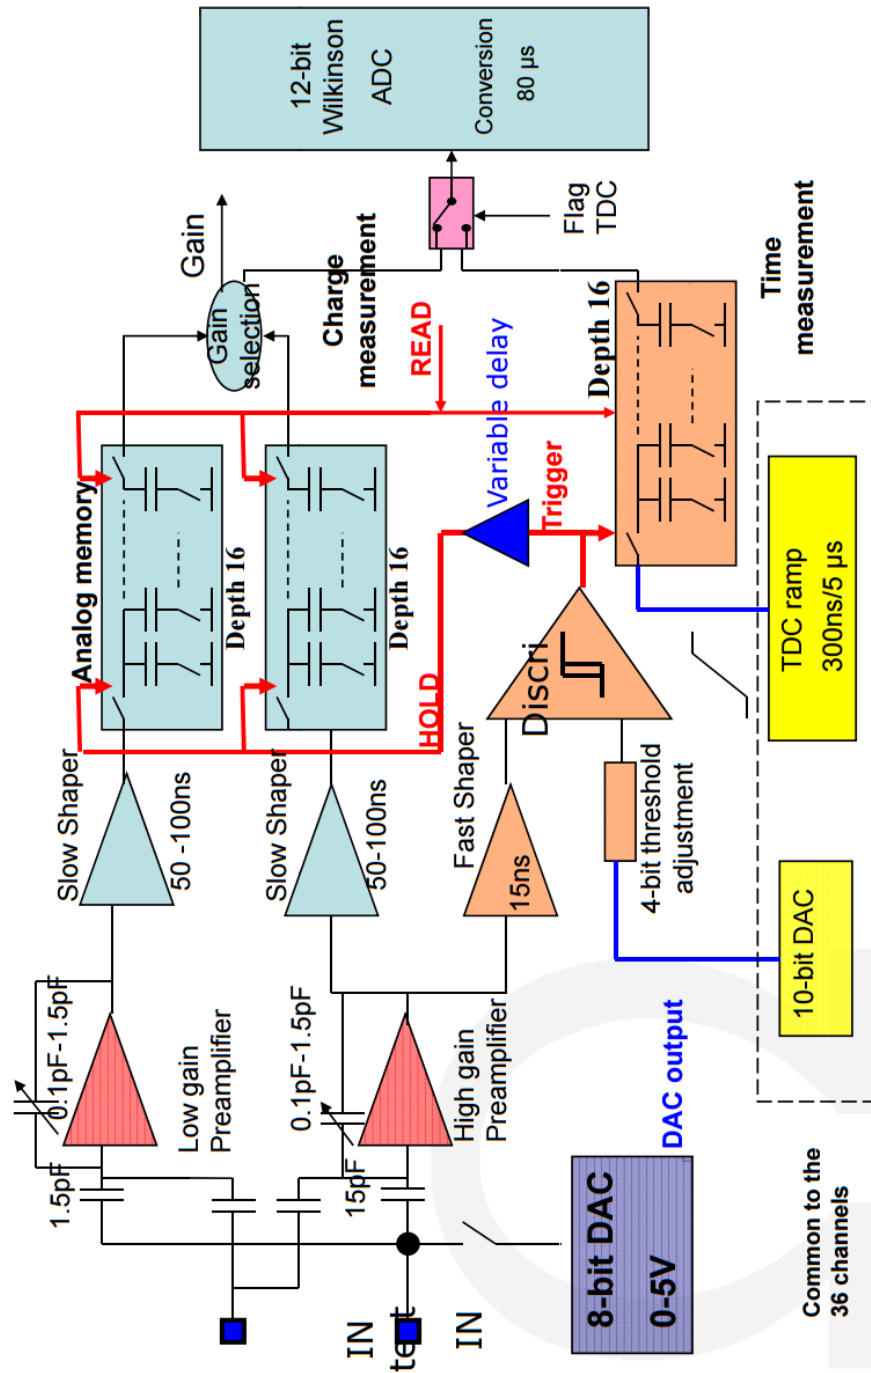 12-bit
Wilkinson
ADC
Conversion
80 µs
Gain
Gain
selection
Charge
measurement
Flag
TDC
Time
measurement
READ
Variable delay
Trigger
HOLD
Analog memory
Depth 16
Depth 16
Depth 16
Slow Shaper
50 -100ns
Slow Shaper
50-100ns
Fast Shaper
15ns
Discri
4-bit threshold
adjustment
TDC ramp
300ns/5 µs
10-bit DAC
0.1pF-1.5pF
Low gain
Preamplifier
1.5pF
0.1pF-1.5pF
High gain
Preamplifier
15pF
DAC output
8-bit DAC
0-5V
IN
test
IN
Common to the
36 channels